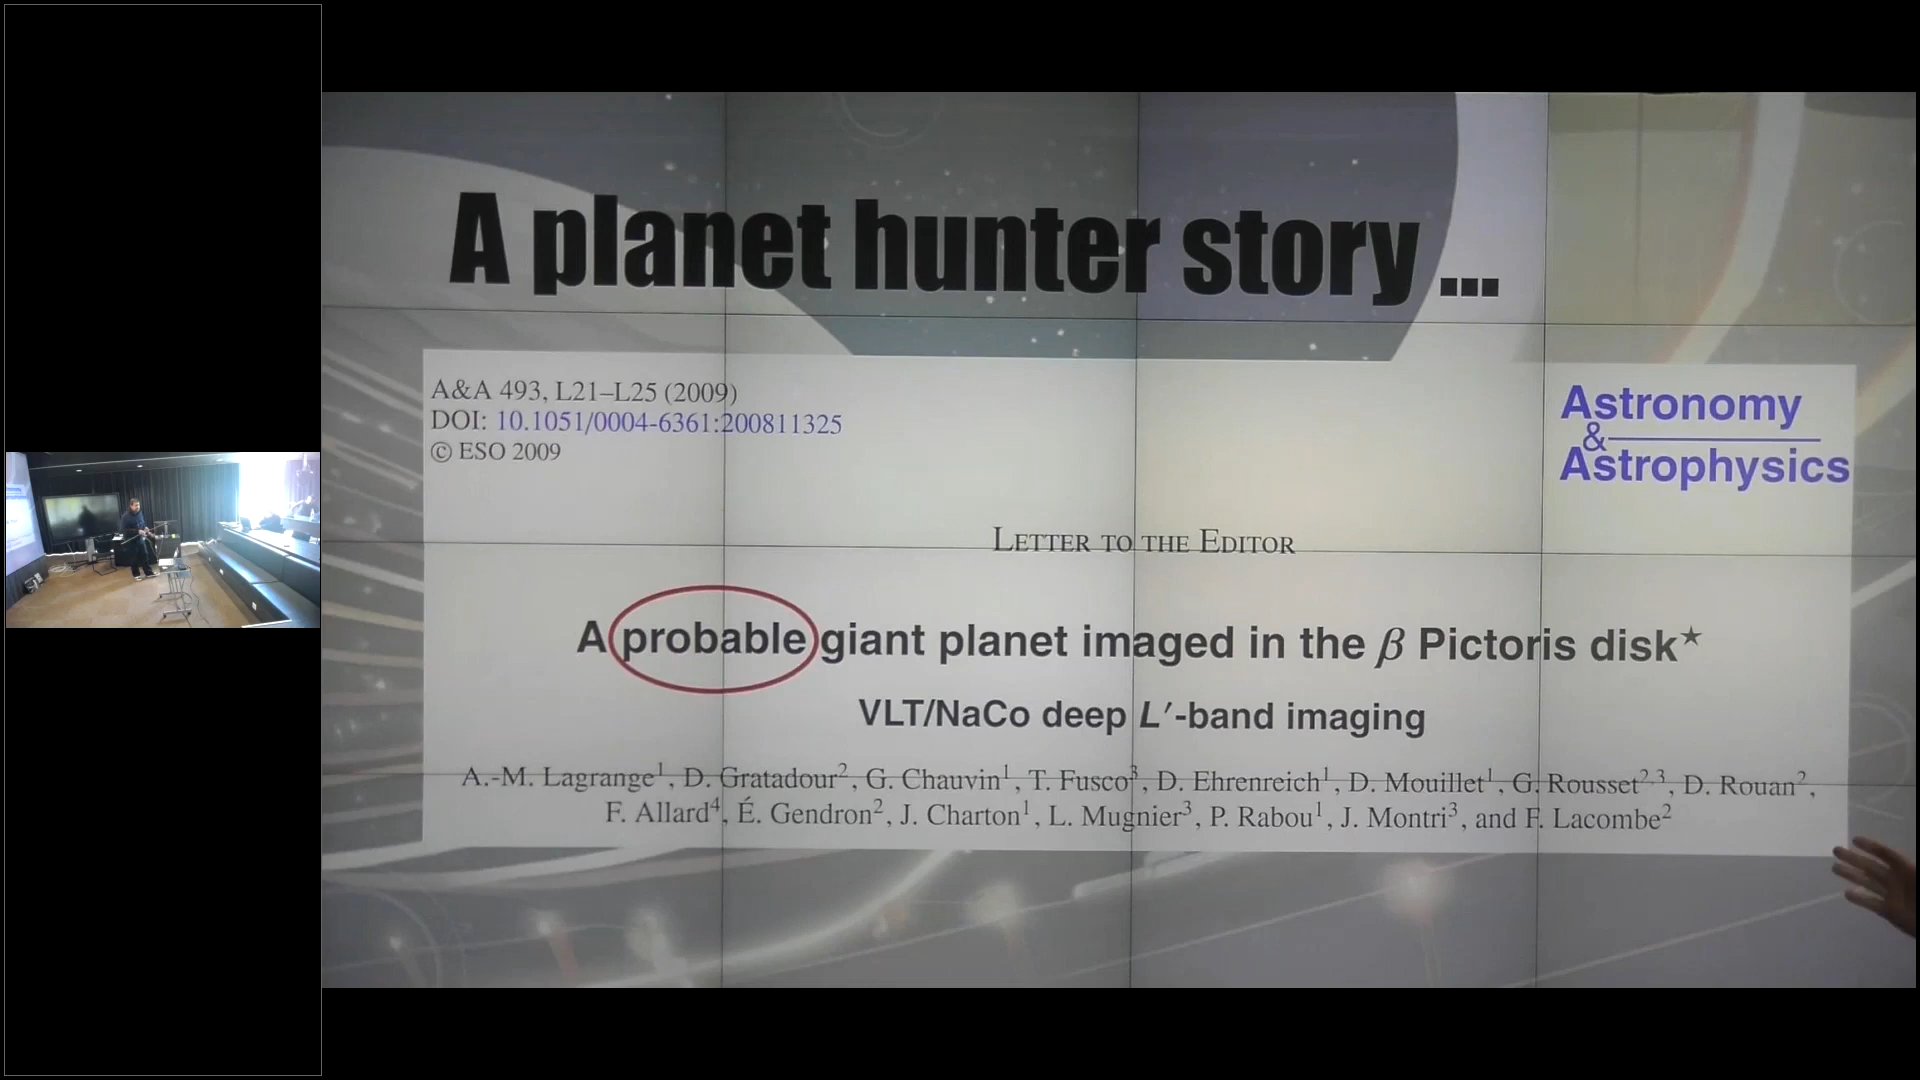 A planet hunter story ...
A&A 493, L21–L25 (2009)
DOI: 10.1051/0004-6361:200811325
© ESO 2009
Astronomy
&
Astrophysics
LETTER TO THE EDITOR
A probable giant planet imaged in the β Pictoris disk★
VLT/NaCo deep L′-band imaging
A.-M. Lagrange¹, D. Gratadour², G. Chauvin¹, T. Fusco³, D. Ehrenreich¹, D. Mouillet¹, G. Rousset²,³, D. Rouan²,
F. Allard⁴, É. Gendron², J. Charton¹, L. Mugnier³, P. Rabou¹, J. Montri³, and F. Lacombe²